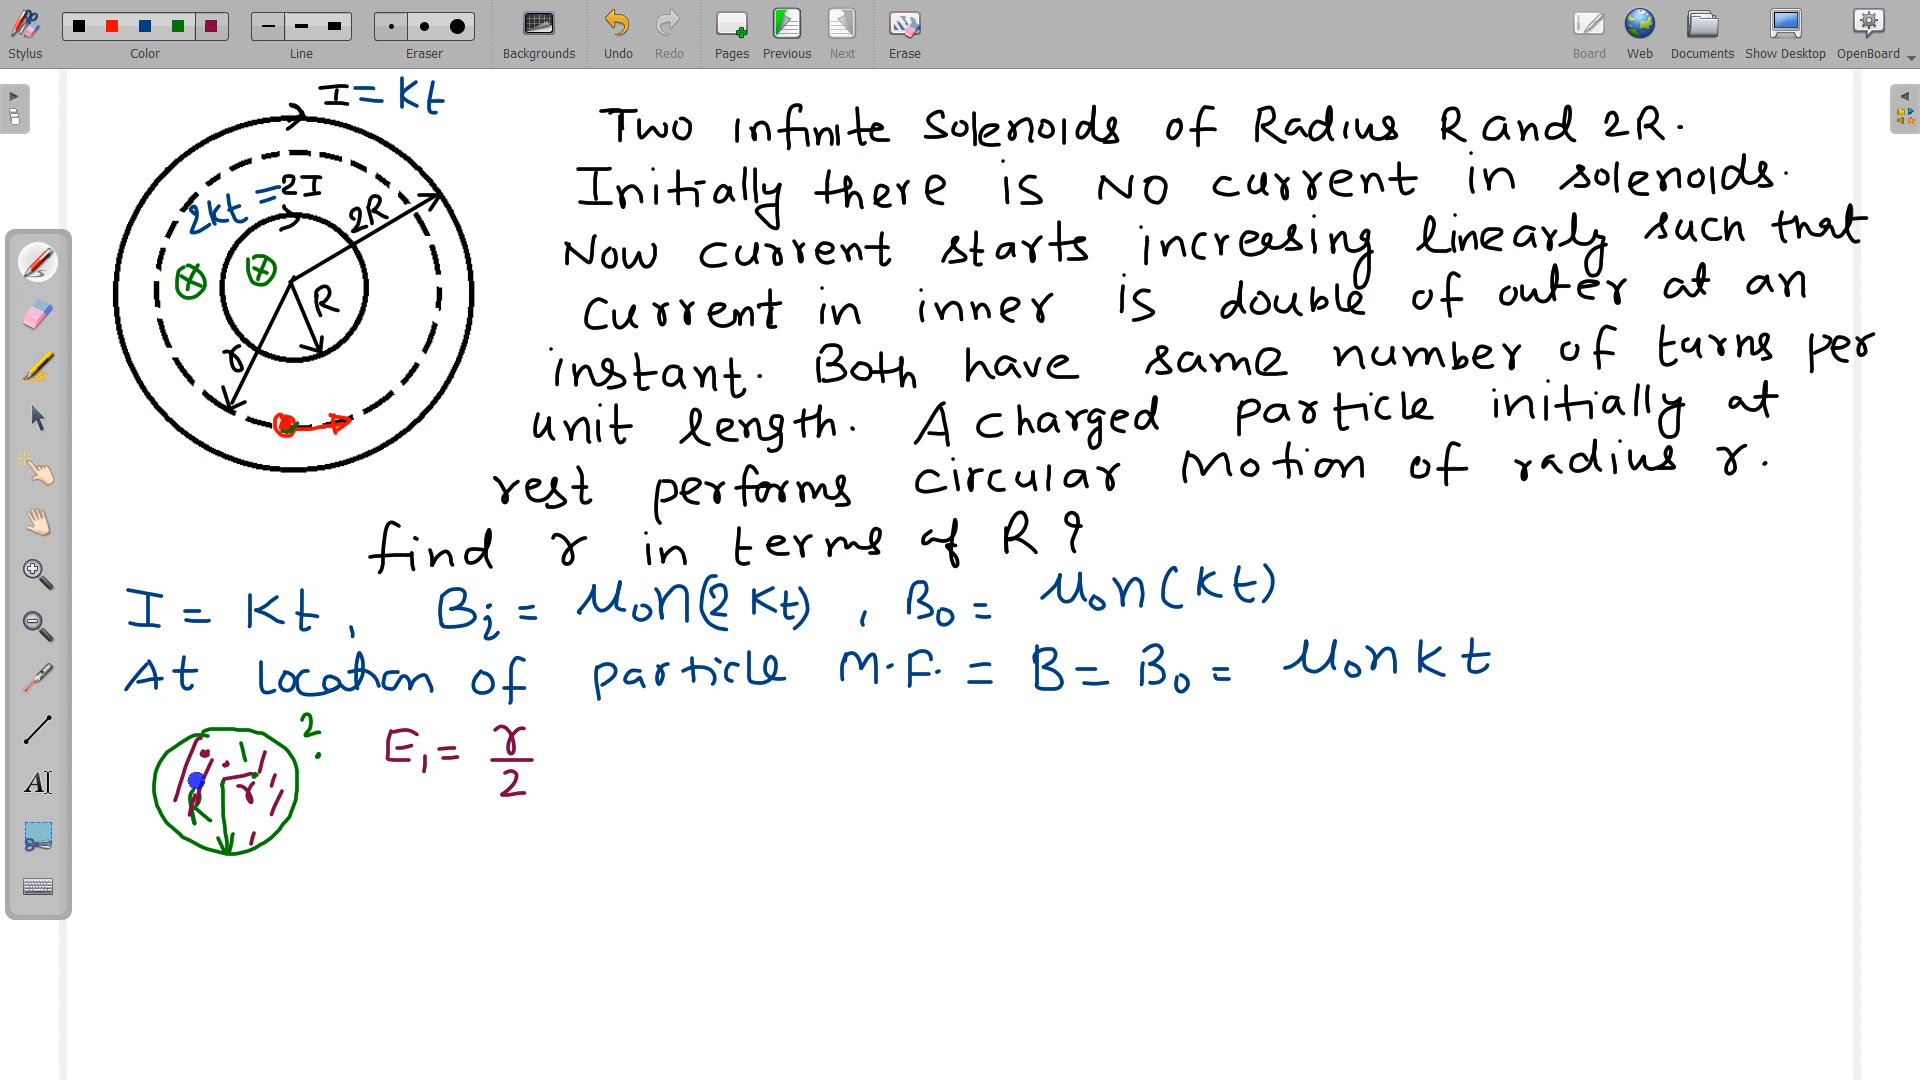 Stylus
Color
Line
Eraser
Backgrounds
Undo
Redo
Pages
Previous
Next
Erase
Board
Web
Documents
Show Desktop
OpenBoard
I = Kt
2Kt = 2I
2R
R
r
Two infinite Solenoids of Radius R and 2R.
Initially there is NO current in solenoids.
Now current starts increesing linearly such that
current in inner is double of outer at an
instant. Both have same number of turns per
unit length. A charged particle initially at
rest performs circular Motion of radius r.
find r in terms of R ?
I = Kt, Bi = μ0n(2Kt), B0 = μ0n(Kt)
At location of particle M.F. = B = B0 = μ0nKt
?
r
R
E1 = r/2